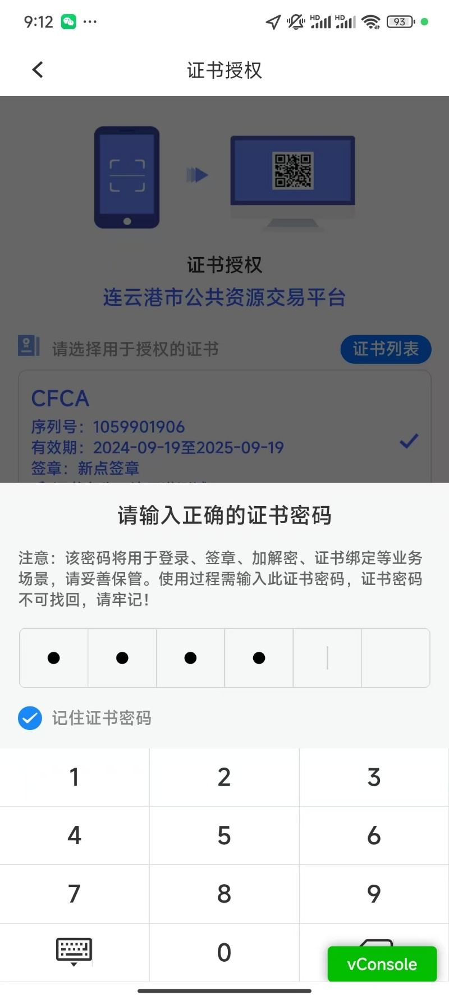 9:12
HD
HD
93
证书授权
证书授权
连云港市公共资源交易平台
请选择用于授权的证书
证书列表
CFCA
序列号：1059901906
有效期：2024-09-19至2025-09-19
签章：新点签章
请输入正确的证书密码
注意：该密码将用于登录、签章、加解密、证书绑定等业务
场景，请妥善保管。使用过程需输入此证书密码，证书密码
不可找回，请牢记！
记住证书密码
1
2
3
4
5
6
7
8
9
0
vConsole